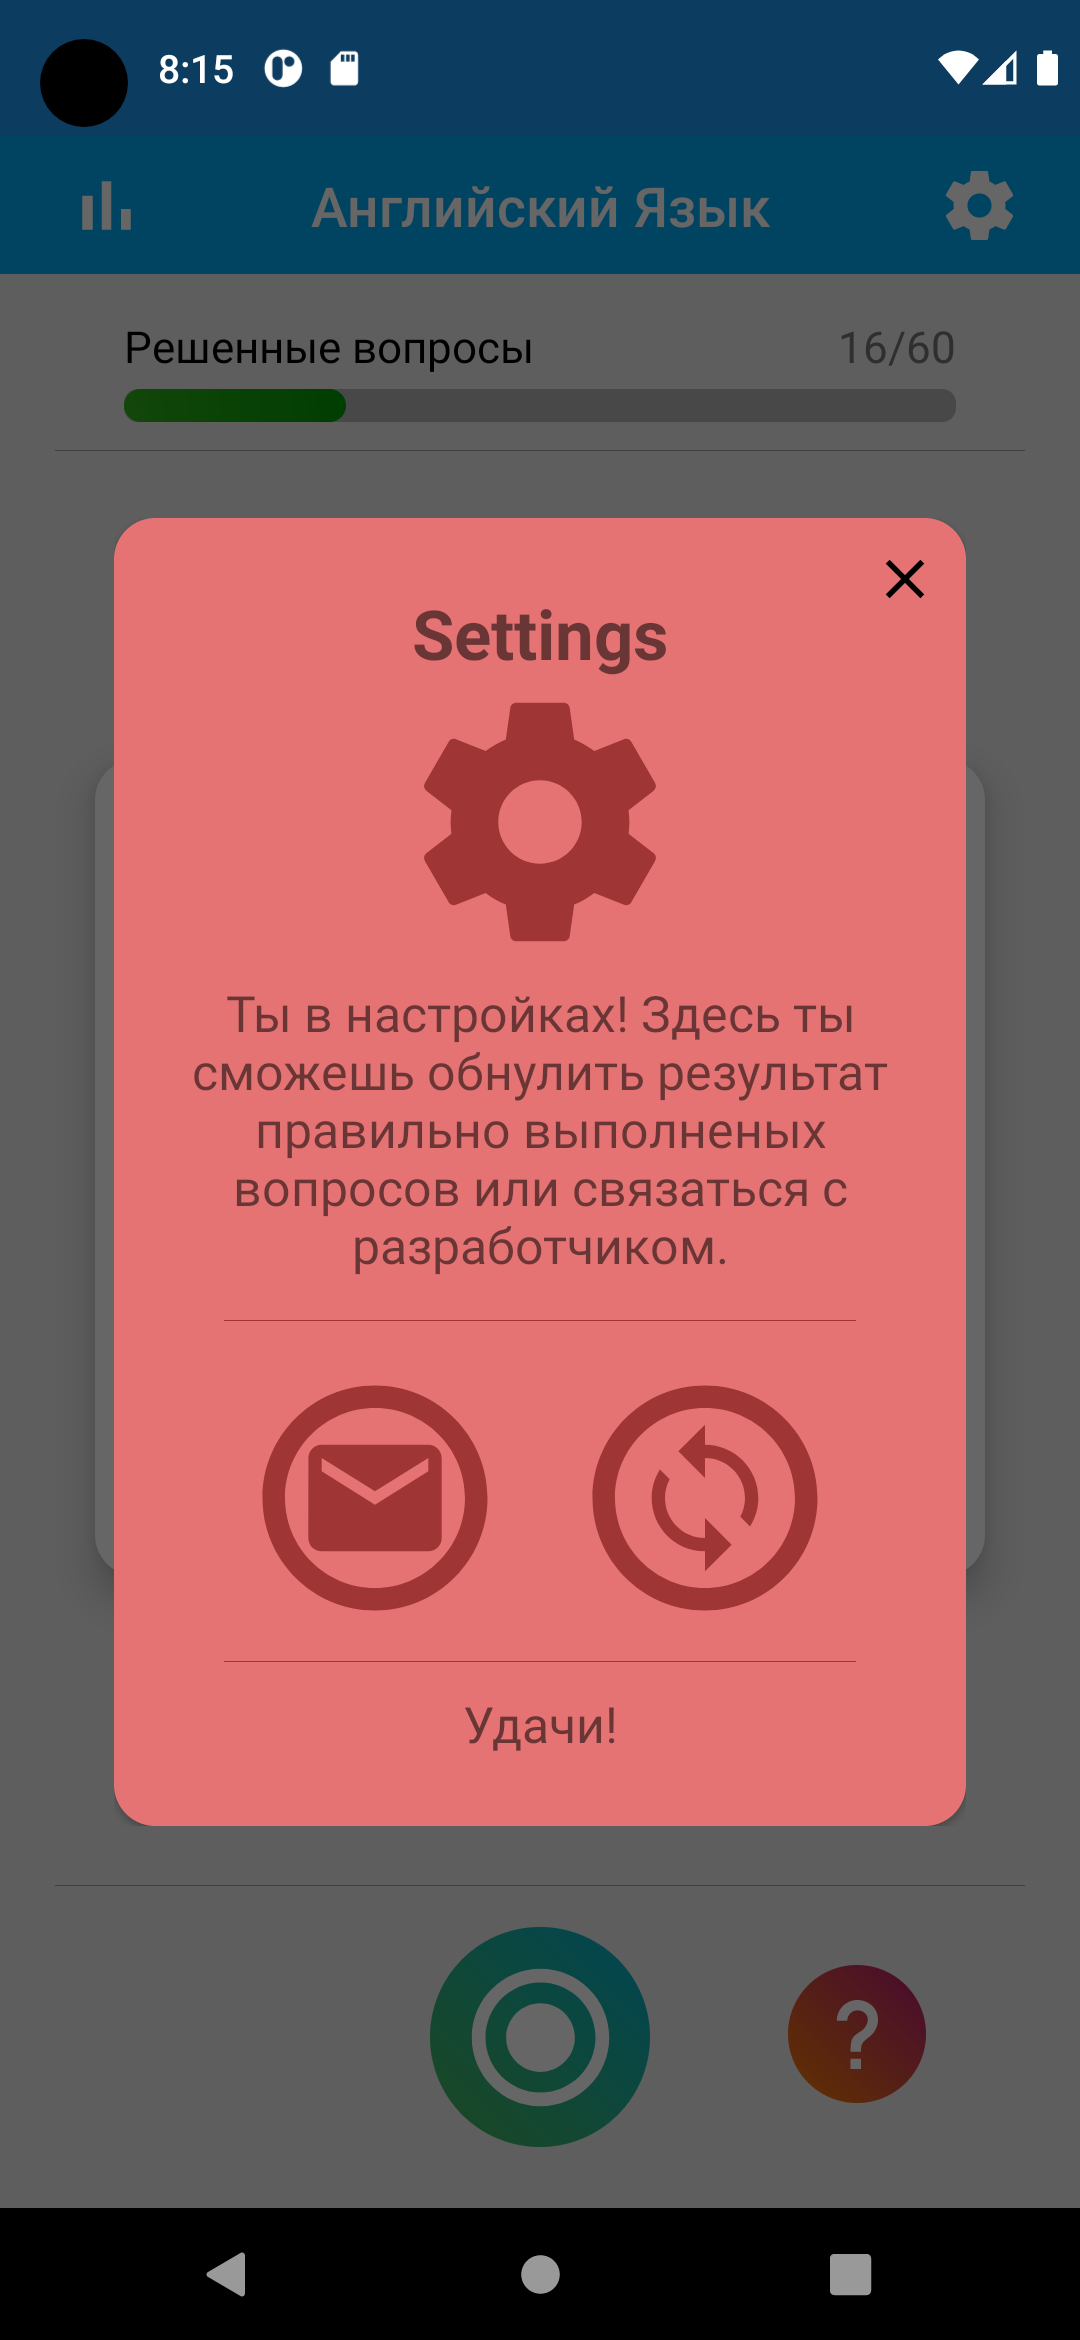 8:15
Английский Язык
Решенные вопросы 16/60
Settings
Ты в настройках! Здесь ты
сможешь обнулить результат
правильно выполненых
вопросов или связаться с
разработчиком.
Удачи!
?